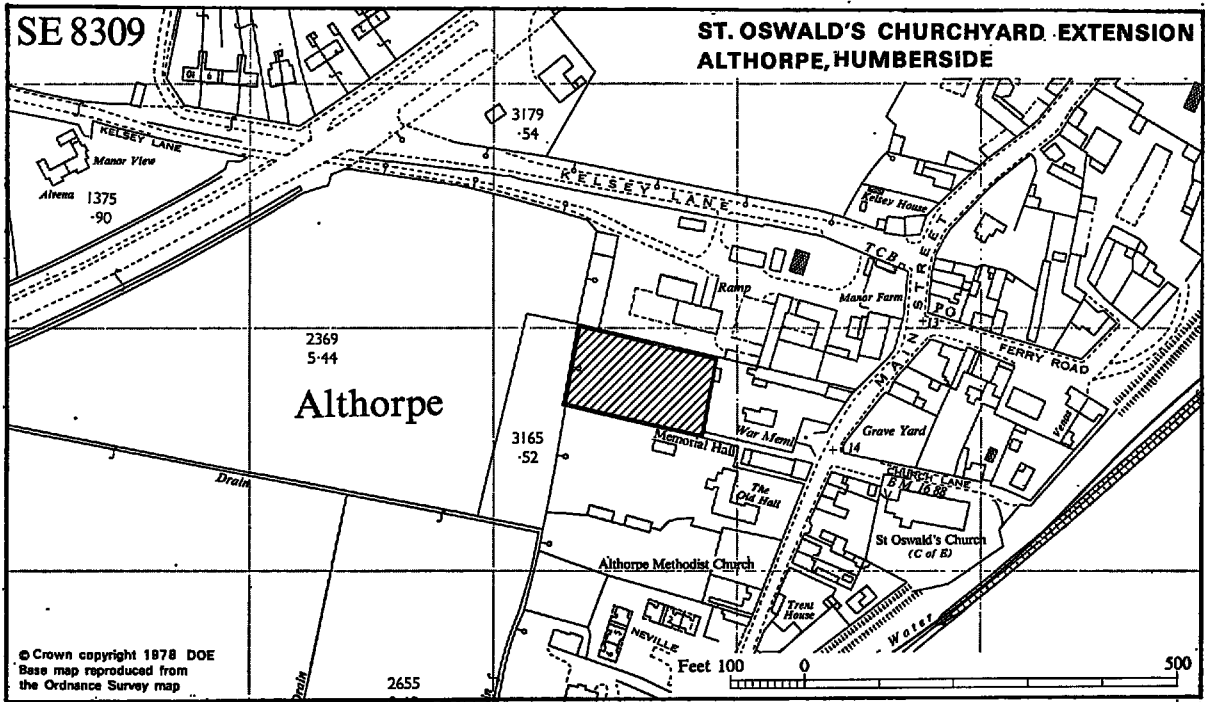 SE 8309
ST. OSWALD'S CHURCHYARD EXTENSION
ALTHORPE, HUMBERSIDE
3179
·54
KELSEY LANE
Manor View
1375
·90
KELSEY LANE
Kelsey House
TCB
STREET
Ramp
Manor Farm
PO
+13
FERRY ROAD
MAIN
2369
5·44
Althorpe
3165
·52
War Meml
Memorial Hall
Grave Yard
Venns
14
CHURCH LANE
BM 16·88
The
Old Hall
Drain
St Oswald's Church
(C of E)
Althorpe Methodist Church
Trent
House
NEVILLE
Water
© Crown copyright 1978 DOE
Base map reproduced from
the Ordnance Survey map
Drain
2655
Feet 100 0 500